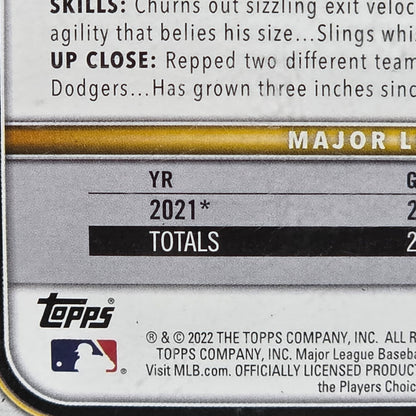 SKILLS: Churns out sizzling exit veloc
agility that belies his size...Slings whi
UP CLOSE: Repped two different team
Dodgers...Has grown three inches sinc
MAJOR L
YR G
2021* 2
TOTALS 2
TOPPS®
® & © 2022 THE TOPPS COMPANY, INC. ALL R
TOPPS COMPANY, INC. Major League Baseba
Visit MLB.com. OFFICIALLY LICENSED PRODUCT
the Players Choic